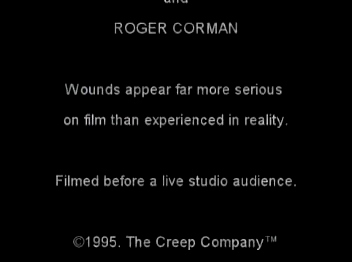 and
ROGER CORMAN
Wounds appear far more serious
on film than experienced in reality.
Filmed before a live studio audience.
©1995. The Creep Company™